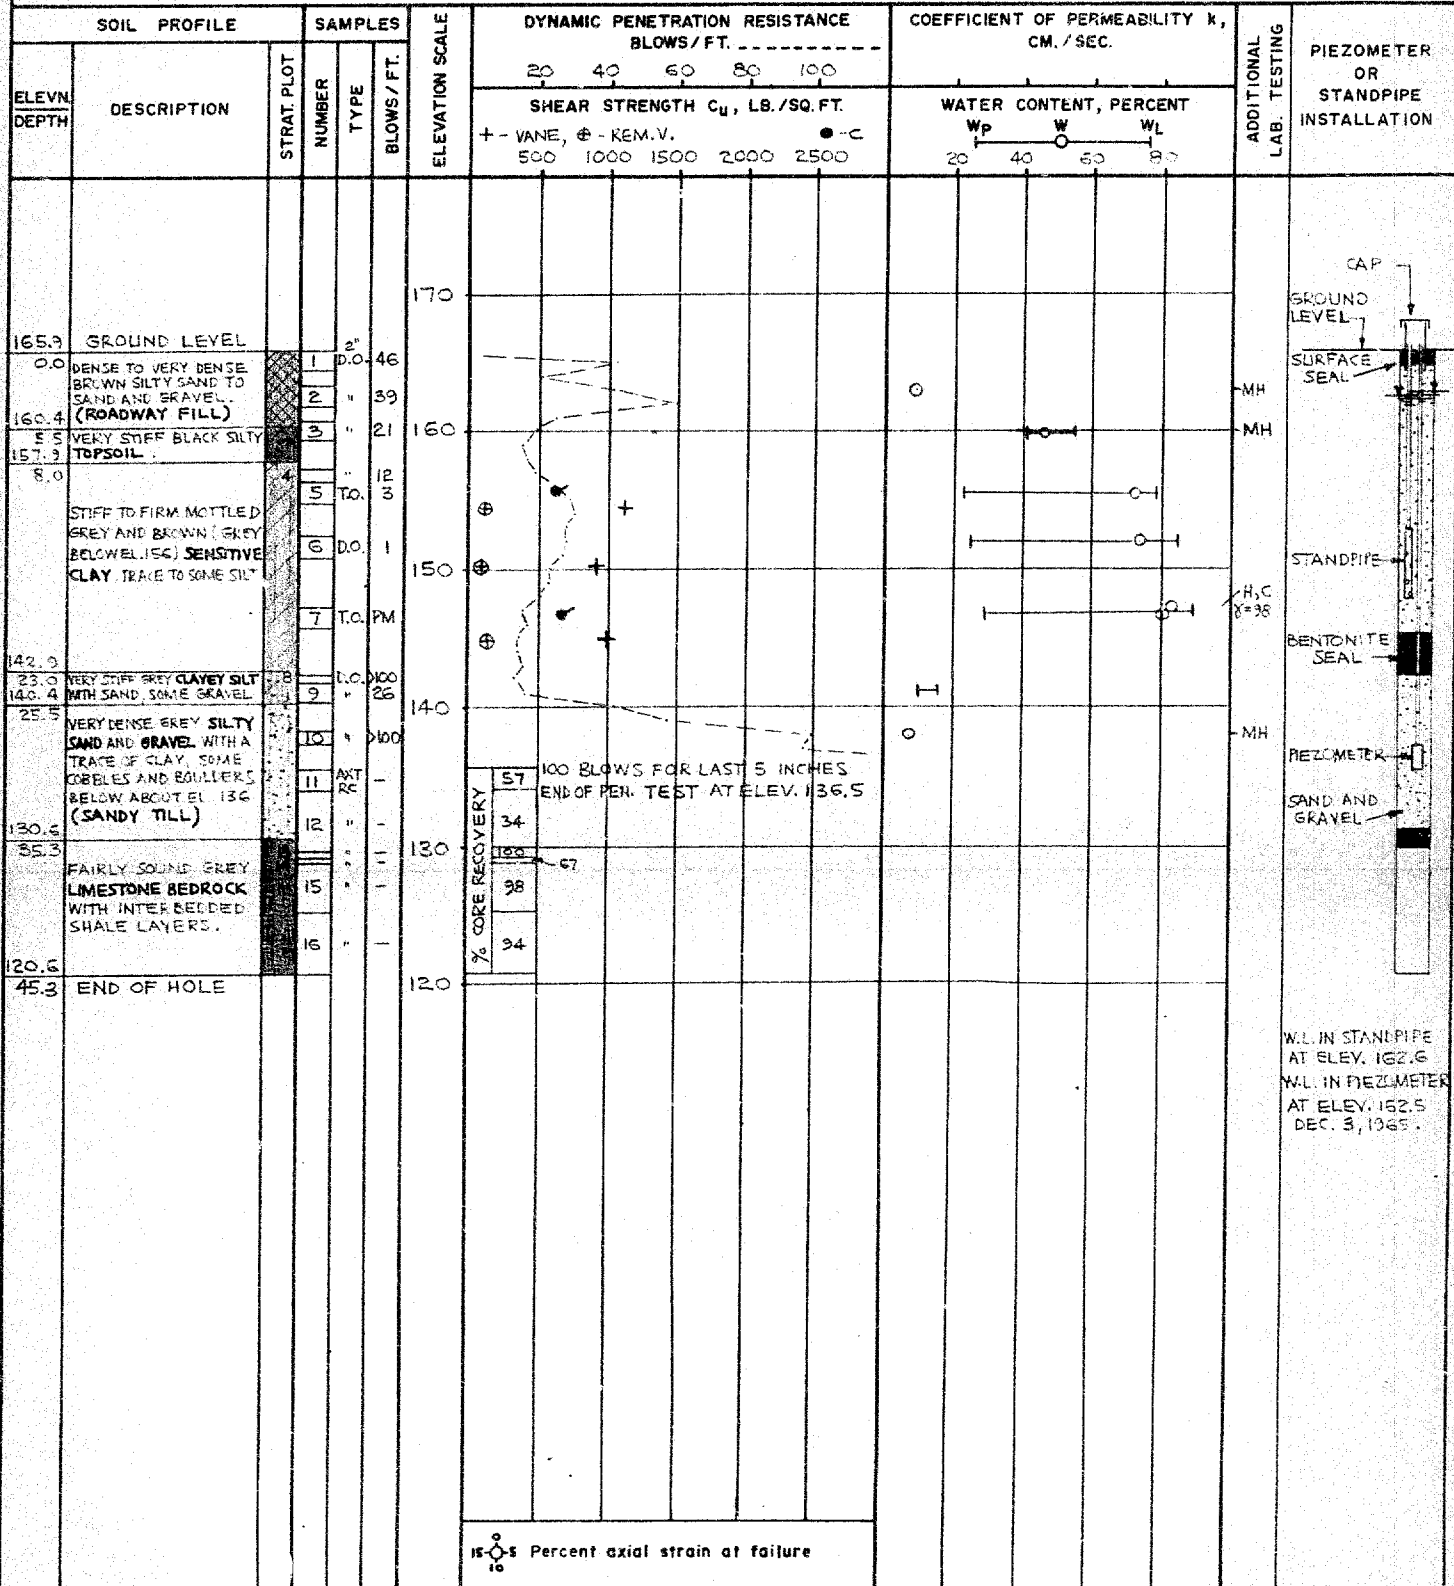 SOIL PROFILE
SAMPLES
ELEVATION SCALE
DYNAMIC PENETRATION RESISTANCE
BLOWS/FT.
20 40 60 80 100
SHEAR STRENGTH Cu, LB./SQ.FT.
+ - VANE, ⊕ - REM.V. ● - C
500 1000 1500 2000 2500
COEFFICIENT OF PERMEABILITY k,
CM./SEC.
WATER CONTENT, PERCENT
WP W WL
20 40 60 80
ADDITIONAL
LAB. TESTING
PIEZOMETER
OR
STANDPIPE
INSTALLATION
ELEVN.
DEPTH
DESCRIPTION
STRAT. PLOT
NUMBER
TYPE
BLOWS/FT.
165.9 GROUND LEVEL
0.0
DENSE TO VERY DENSE
BROWN SILTY SAND TO
SAND AND GRAVEL.
(ROADWAY FILL)
160.4
5.5
VERY STIFF BLACK SILTY
TOPSOIL.
157.9
8.0
STIFF TO FIRM MOTTLED
GREY AND BROWN (GREY
BELOW EL.156) SENSITIVE
CLAY, TRACE TO SOME SILT
142.9
23.0
VERY STIFF GREY CLAYEY SILT
WITH SAND, SOME GRAVEL
140.4
25.5
VERY DENSE GREY SILTY
SAND AND GRAVEL WITH A
TRACE OF CLAY, SOME
COBBLES AND BOULDERS
BELOW ABOUT EL. 136
(SANDY TILL)
130.6
35.3
FAIRLY SOUND GREY
LIMESTONE BEDROCK
WITH INTERBEDDED
SHALE LAYERS.
120.6
45.3 END OF HOLE
1 2" D.O. 46
2 " 39
3 " 21
4 " 12
5 T.O. 3
6 D.O. 1
7 T.O. PM
8 D.O. >100
9 " 26
10 " >100
11 AXT RC -
12 " -
" -
" -
15 " -
16 " -
170
160
150
140
130
120
100 BLOWS FOR LAST 5 INCHES
END OF PEN. TEST AT ELEV. 136.5
% CORE RECOVERY
57
34
100
67
98
94
MH
MH
H,C
γ=98
MH
CAP
GROUND
LEVEL
SURFACE
SEAL
STANDPIPE
BENTONITE
SEAL
PIEZOMETER
SAND AND
GRAVEL
W.L. IN STANDPIPE
AT ELEV. 162.6
W.L. IN PIEZOMETER
AT ELEV. 162.5
DEC. 3, 1965.
0
15 5 Percent axial strain at failure
10